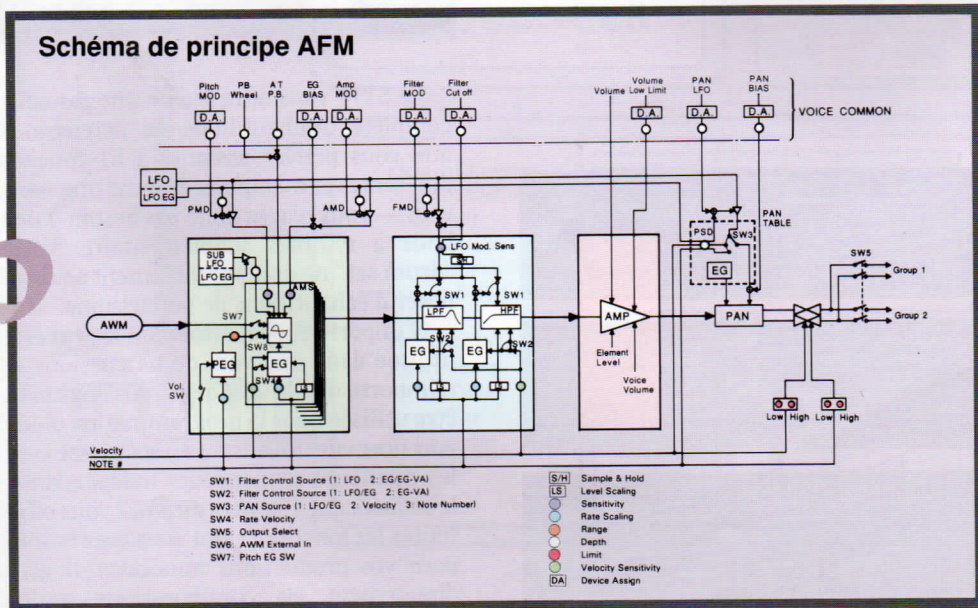 Schéma de principe AFM
Pitch MOD
PB Wheel
A T P.B.
EG BIAS
Amp MOD
Filter MOD
Filter Cut off
Volume
Volume Low Limit
PAN LFO
PAN BIAS
D.A. D.A. D.A. D.A. D.A. D.A. D.A. D.A.
VOICE COMMON
LFO
LFO EG
PMD
AMD
FMD
PSD
SW3
PAN TABLE
EG
SUB LFO
LFO EG
AMS
LFO Mod. Sens
S/H
SW1
SW1
LPF
HPF
SW2
SW2
EG
EG
SW7
SW4
AWM
PEG
EG
Vol. SW
AMP
Element Level
Voice Volume
PAN
SW5
Group 1
Group 2
Low High
Low High
Velocity
NOTE #
SW1: Filter Control Source (1: LFO 2: EG/EG-VA)
SW2: Filter Control Source (1: LFO/EG 2: EG-VA)
SW3: PAN Source (1: LFO/EG 2: Velocity 3: Note Number)
SW4: Rate Velocity
SW5: Output Select
SW6: AWM External In
SW7: Pitch EG SW
S/H Sample & Hold
LS Level Scaling
Sensitivity
Rate Scaling
Range
Depth
Limit
Velocity Sensitivity
DA Device Assign